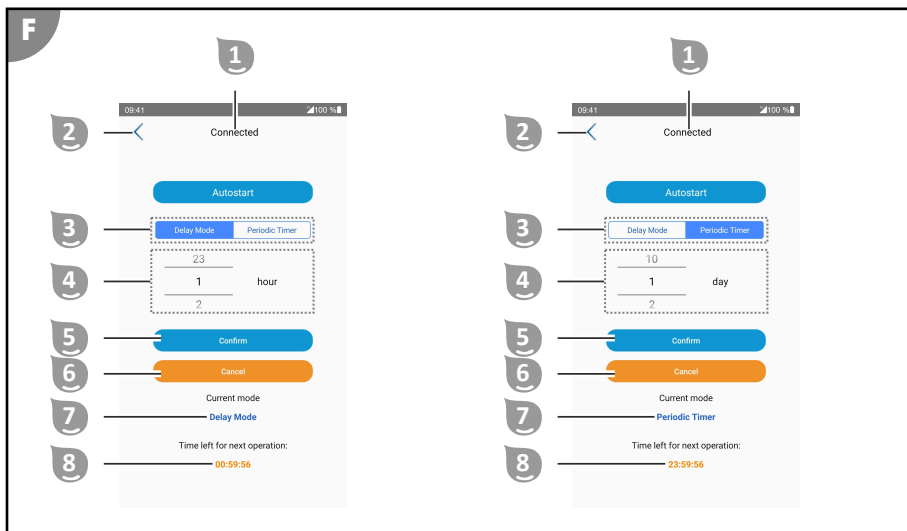 F
1
09:41 100 %
2 Connected
Autostart
3 Delay Mode Periodic Timer
23
4 1 hour
2
5 Confirm
6 Cancel
Current mode
7 Delay Mode
Time left for next operation:
8 00:59:56
1
09:41 100 %
2 Connected
Autostart
3 Delay Mode Periodic Timer
10
4 1 day
2
5 Confirm
6 Cancel
Current mode
7 Periodic Timer
Time left for next operation:
8 23:59:56